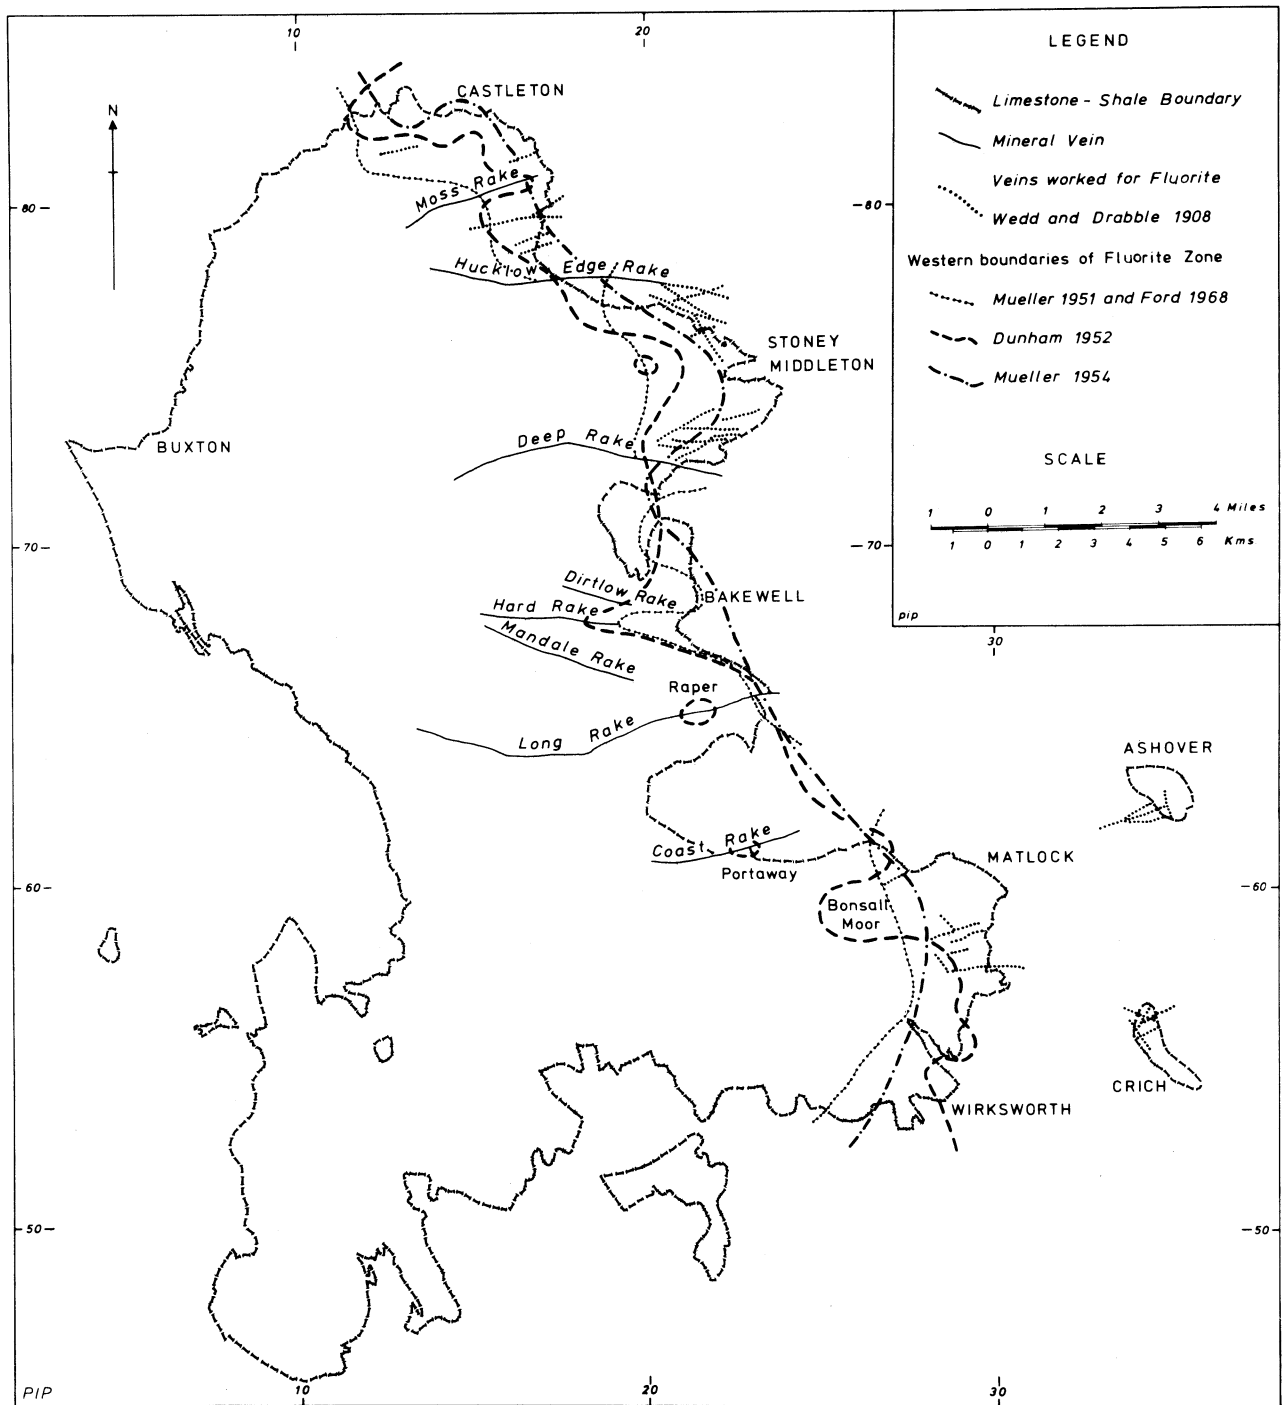 10
20
LEGEND
Limestone - Shale Boundary
Mineral Vein
Veins worked for Fluorite
Wedd and Drabble 1908
Western boundaries of Fluorite Zone
Mueller 1951 and Ford 1968
Dunham 1952
Mueller 1954
SCALE
1 0 1 2 3 4 Miles
1 0 1 2 3 4 5 6 Kms
pip
30
N
CASTLETON
Moss Rake
80
80
Hucklow Edge Rake
STONEY
MIDDLETON
BUXTON
Deep Rake
70
70
Dirtlow Rake
BAKEWELL
Hard Rake
Mandale Rake
Raper
Long Rake
ASHOVER
Coast Rake
Portaway
MATLOCK
60
60
Bonsall
Moor
CRICH
WIRKSWORTH
50
50
PIP
10
20
30